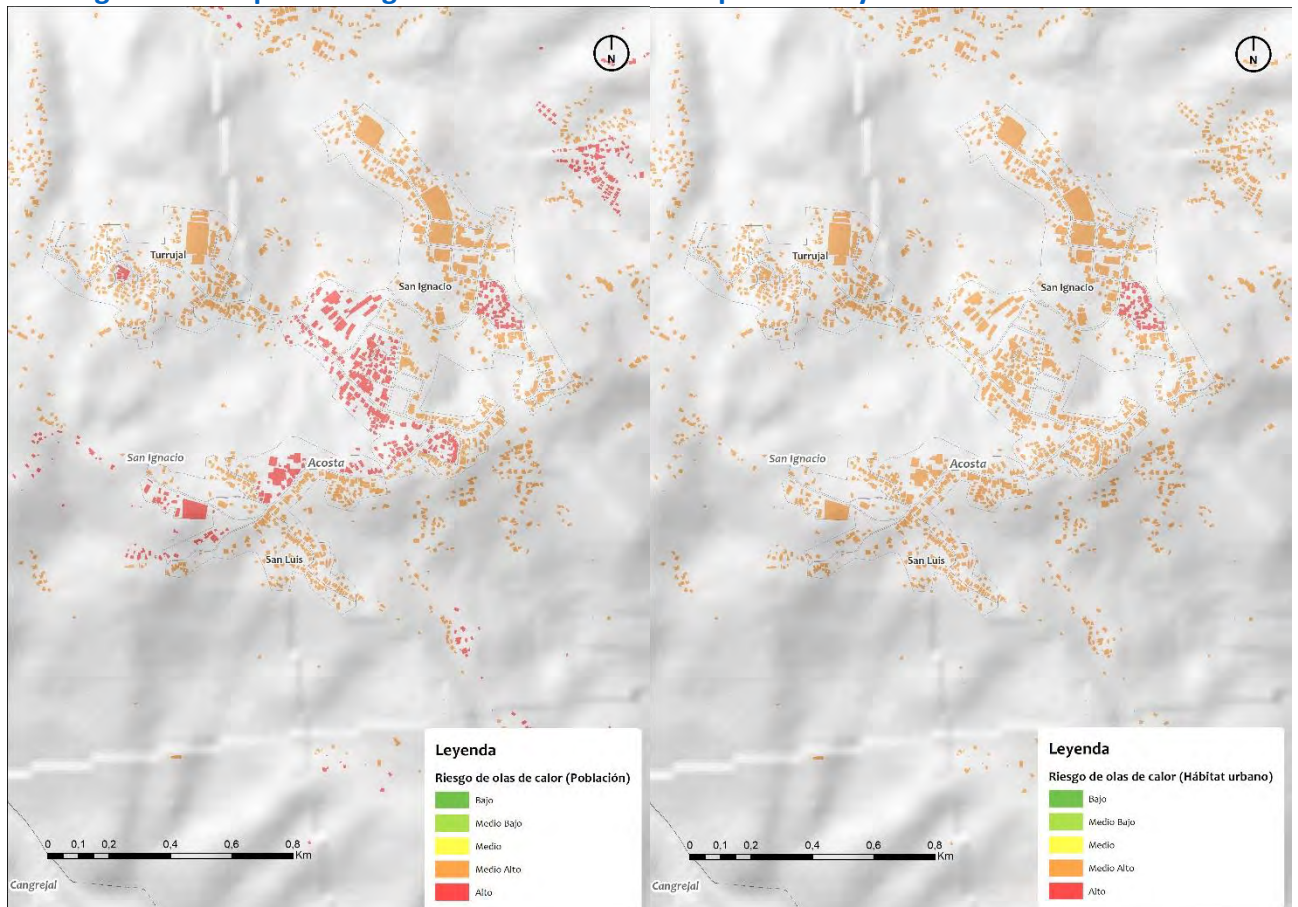 N
Turrujal
San Ignacio
San Ignacio
Acosta
San Luis
Leyenda
Riesgo de olas de calor (Población)
Bajo
Medio Bajo
Medio
Medio Alto
Alto
0 0,1 0,2 0,4 0,6 0,8
Km
Cangrejal
N
Turrujal
San Ignacio
San Ignacio
Acosta
San Luis
Leyenda
Riesgo de olas de calor (Hábitat urbano)
Bajo
Medio Bajo
Medio
Medio Alto
Alto
0 0,1 0,2 0,4 0,6 0,8
Km
Cangrejal